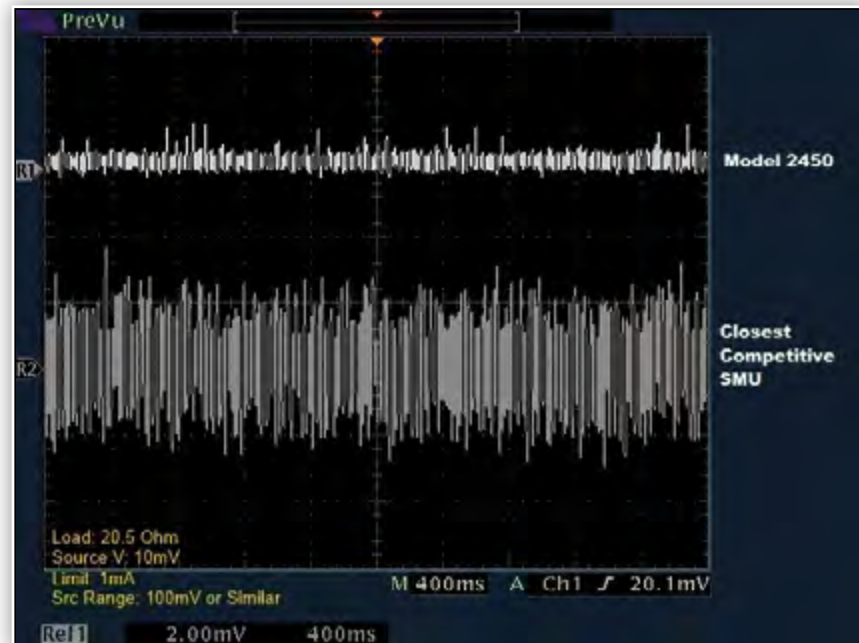 PreVu
R1
Model 2450
Closest
Competitive
SMU
R2
Load: 20.5 Ohm
Source V: 10mV
Limit: 1mA
Src Range: 100mV or Similar
M 400ms A Ch1 ʃ 20.1mV
Ref1 2.00mV 400ms